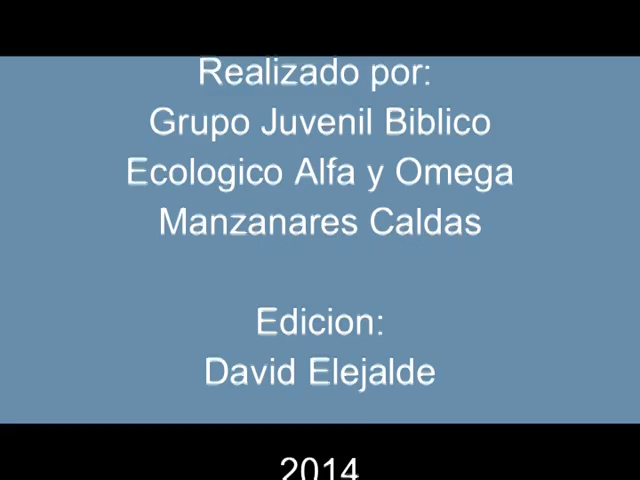 Realizado por:
Grupo Juvenil Biblico
Ecologico Alfa y Omega
Manzanares Caldas
Edicion:
David Elejalde
2014